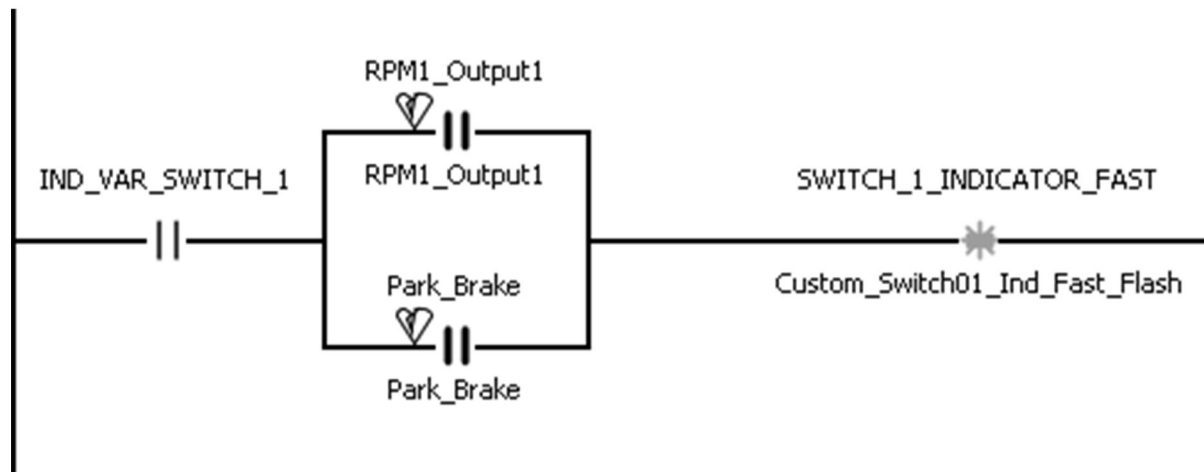 RPM1_Output1
RPM1_Output1
IND_VAR_SWITCH_1
SWITCH_1_INDICATOR_FAST
Park_Brake
Custom_Switch01_Ind_Fast_Flash
Park_Brake